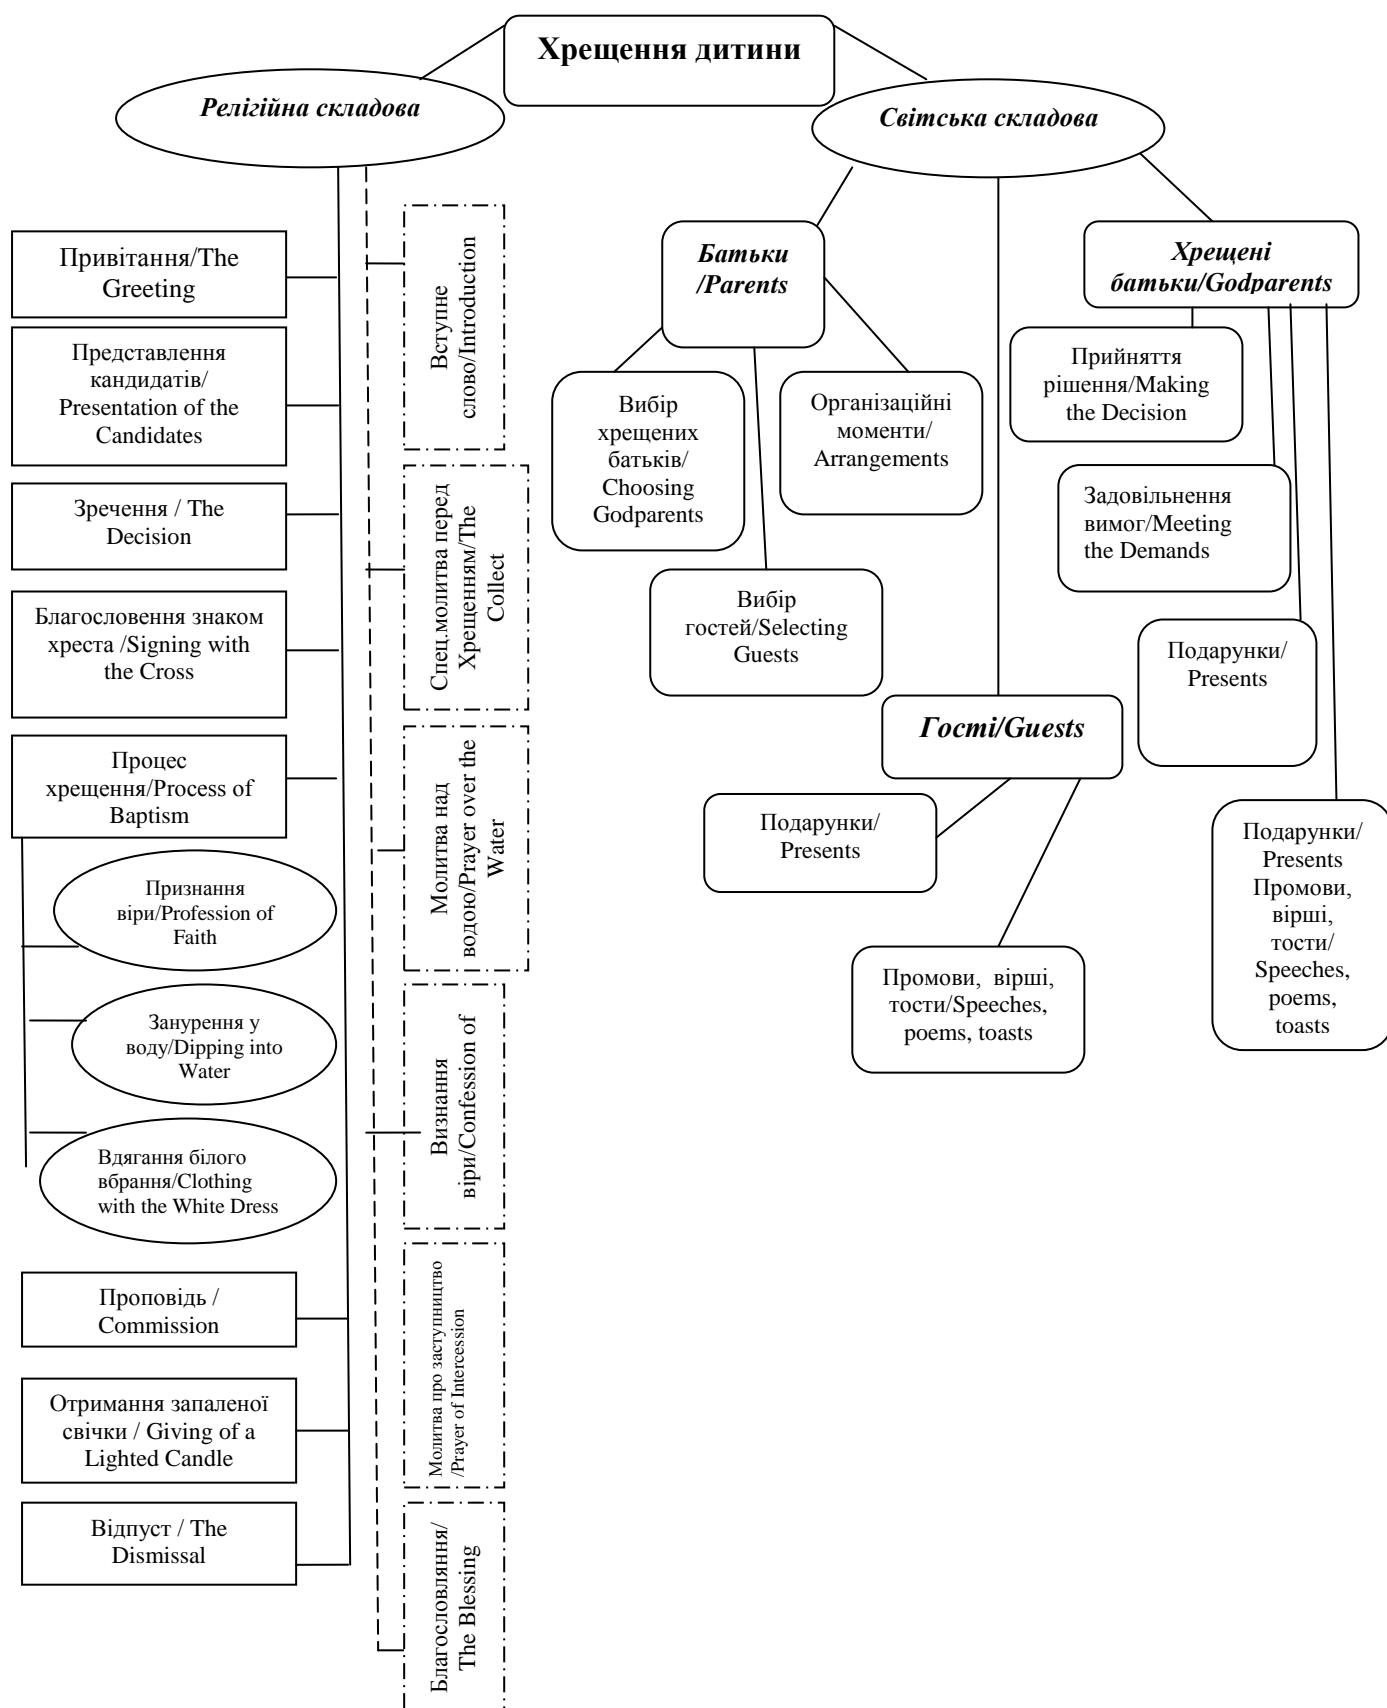 Хрещення дитини
Релігійна складова
Світська складова
Привітання/The
Greeting
Представлення
кандидатів/
Presentation of the
Candidates
Зречення / The
Decision
Благословення знаком
хреста /Signing with
the Cross
Процес
хрещення/Process of
Baptism
Признання
віри/Profession of
Faith
Занурення у
воду/Dipping into
Water
Вдягання білого
вбрання/Clothing
with the White Dress
Проповідь /
Commission
Отримання запаленої
свічки / Giving of a
Lighted Candle
Відпуст / The
Dismissal
Вступне
слово/Introduction
Спец.молитва перед
Хрещенням/The
Collect
Молитва над
водою/Prayer over the
Water
Визнання
віри/Confession of
Молитва про заступництво
/Prayer of Intercession
Благословляння/
The Blessing
Батьки
/Parents
Вибір
хрещених
батьків/
Choosing
Godparents
Організаційні
моменти/
Arrangements
Вибір
гостей/Selecting
Guests
Гості/Guests
Подарунки/
Presents
Промови, вірші,
тости/Speeches,
poems, toasts
Хрещені
батьки/Godparents
Прийняття
рішення/Making
the Decision
Задовільнення
вимог/Meeting
the Demands
Подарунки/
Presents
Подарунки/
Presents
Промови,
вірші,
тости/
Speeches,
poems,
toasts